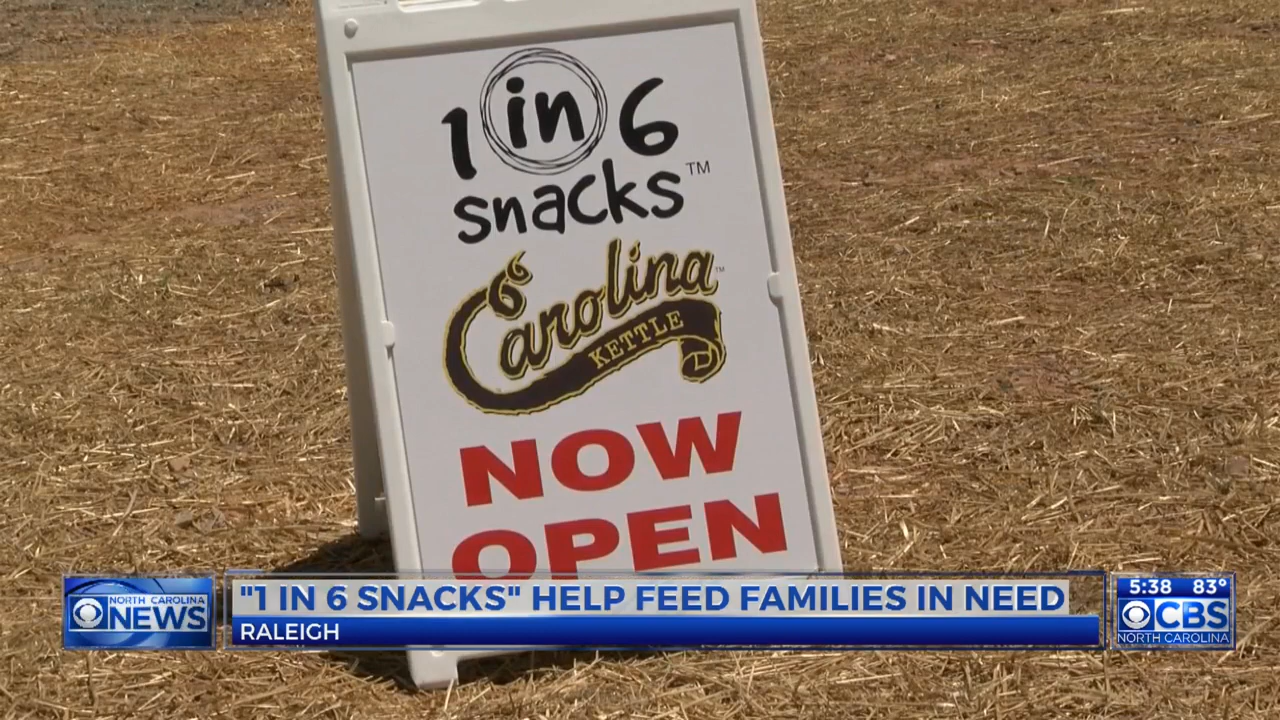 1 in 6
snacks™
Carolina™
KETTLE
NOW
OPEN
NORTH CAROLINA
NEWS
"1 IN 6 SNACKS" HELP FEED FAMILIES IN NEED
RALEIGH
5:38 83°
CBS
NORTH CAROLINA